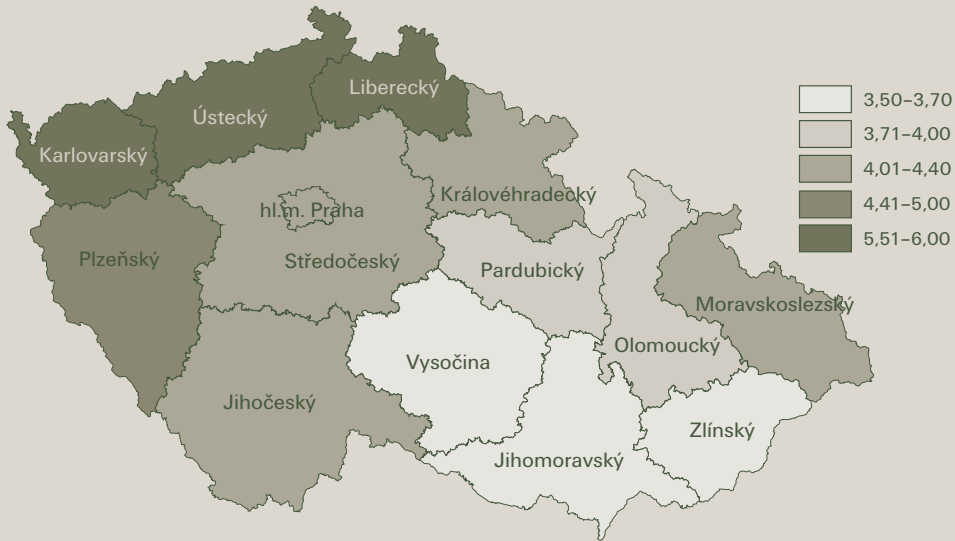 Liberecký
Ústecký
Karlovarský
Královéhradecký
hl.m. Praha
Plzeňský
Středočeský
Pardubický
Moravskoslezský
Olomoucký
Vysočina
Jihočeský
Zlínský
Jihomoravský
3,50–3,70
3,71–4,00
4,01–4,40
4,41–5,00
5,51–6,00